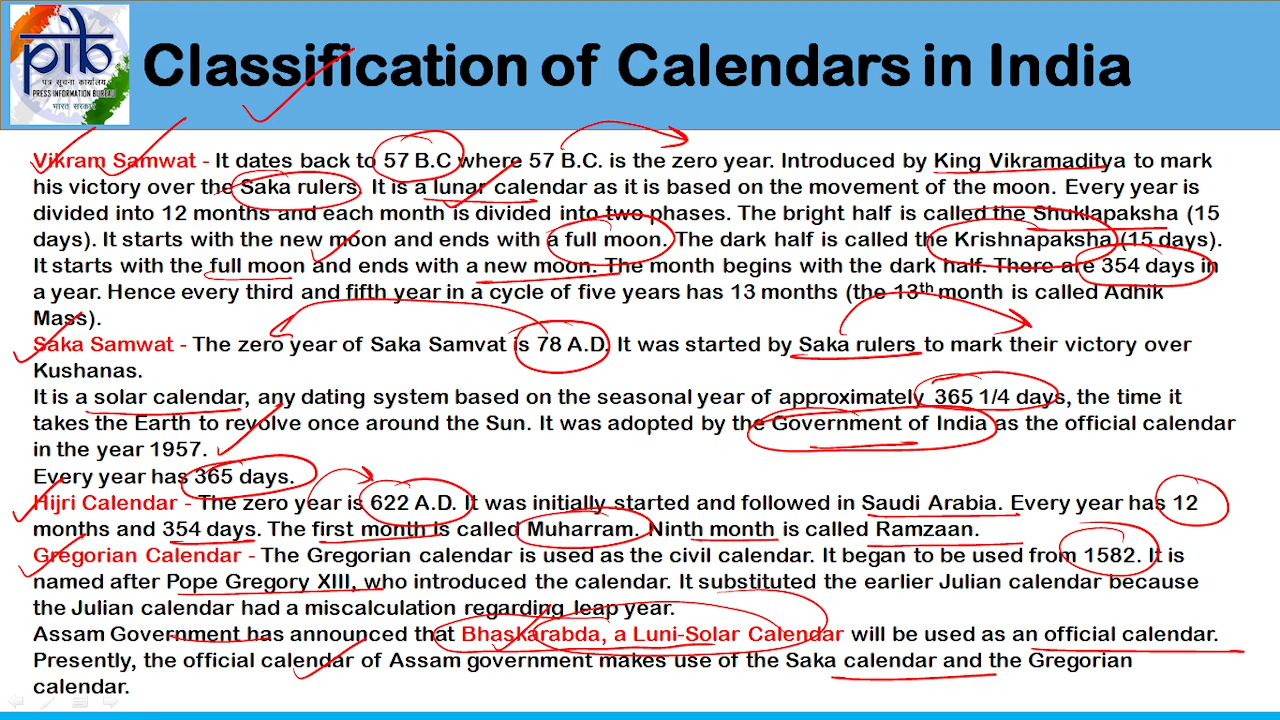 pib
पत्र सूचना कार्यालय
PRESS INFORMATION BUREAU
भारत सरकार
Classification of Calendars in India
Vikram Samwat - It dates back to 57 B.C where 57 B.C. is the zero year. Introduced by King Vikramaditya to mark
his victory over the Saka rulers. It is a lunar calendar as it is based on the movement of the moon. Every year is
divided into 12 months and each month is divided into two phases. The bright half is called the Shuklapaksha (15
days). It starts with the new moon and ends with a full moon. The dark half is called the Krishnapaksha (15 days).
It starts with the full moon and ends with a new moon. The month begins with the dark half. There are 354 days in
a year. Hence every third and fifth year in a cycle of five years has 13 months (the 13th month is called Adhik
Mass).
Saka Samwat - The zero year of Saka Samvat is 78 A.D. It was started by Saka rulers to mark their victory over
Kushanas.
It is a solar calendar, any dating system based on the seasonal year of approximately 365 1/4 days, the time it
takes the Earth to revolve once around the Sun. It was adopted by the Government of India as the official calendar
in the year 1957.
Every year has 365 days.
Hijri Calendar - The zero year is 622 A.D. It was initially started and followed in Saudi Arabia. Every year has 12
months and 354 days. The first month is called Muharram. Ninth month is called Ramzaan.
Gregorian Calendar - The Gregorian calendar is used as the civil calendar. It began to be used from 1582. It is
named after Pope Gregory XIII, who introduced the calendar. It substituted the earlier Julian calendar because
the Julian calendar had a miscalculation regarding leap year.
Assam Government has announced that Bhaskarabda, a Luni-Solar Calendar will be used as an official calendar.
Presently, the official calendar of Assam government makes use of the Saka calendar and the Gregorian
calendar.